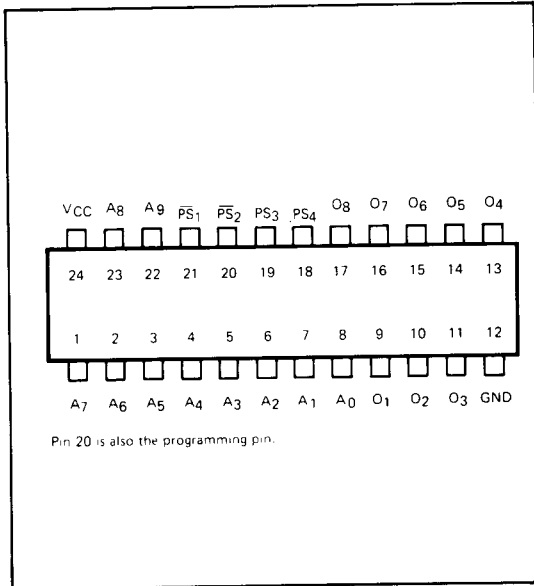 VCC A8 A9 P̅S̅1 P̅S̅2 PS3 PS4 O8 O7 O6 O5 O4
24 23 22 21 20 19 18 17 16 15 14 13
1 2 3 4 5 6 7 8 9 10 11 12
A7 A6 A5 A4 A3 A2 A1 A0 O1 O2 O3 GND
Pin 20 is also the programming pin.